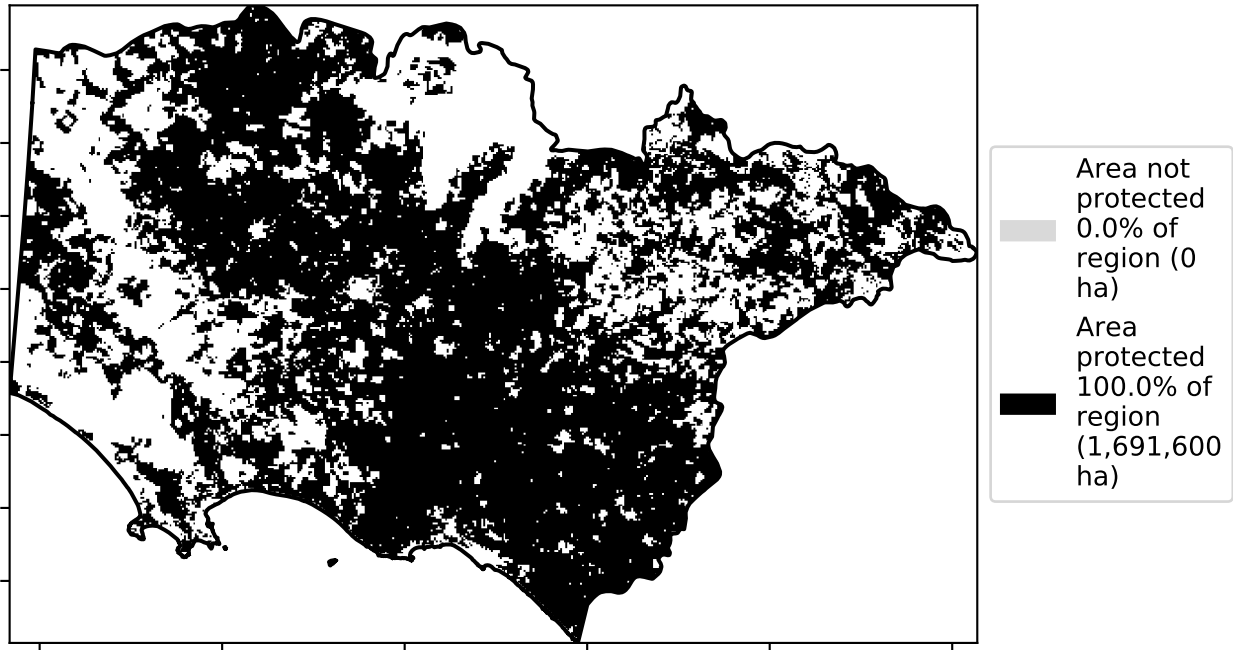 Area not
protected
0.0% of
region (0
ha)
Area
protected
100.0% of
region
(1,691,600
ha)